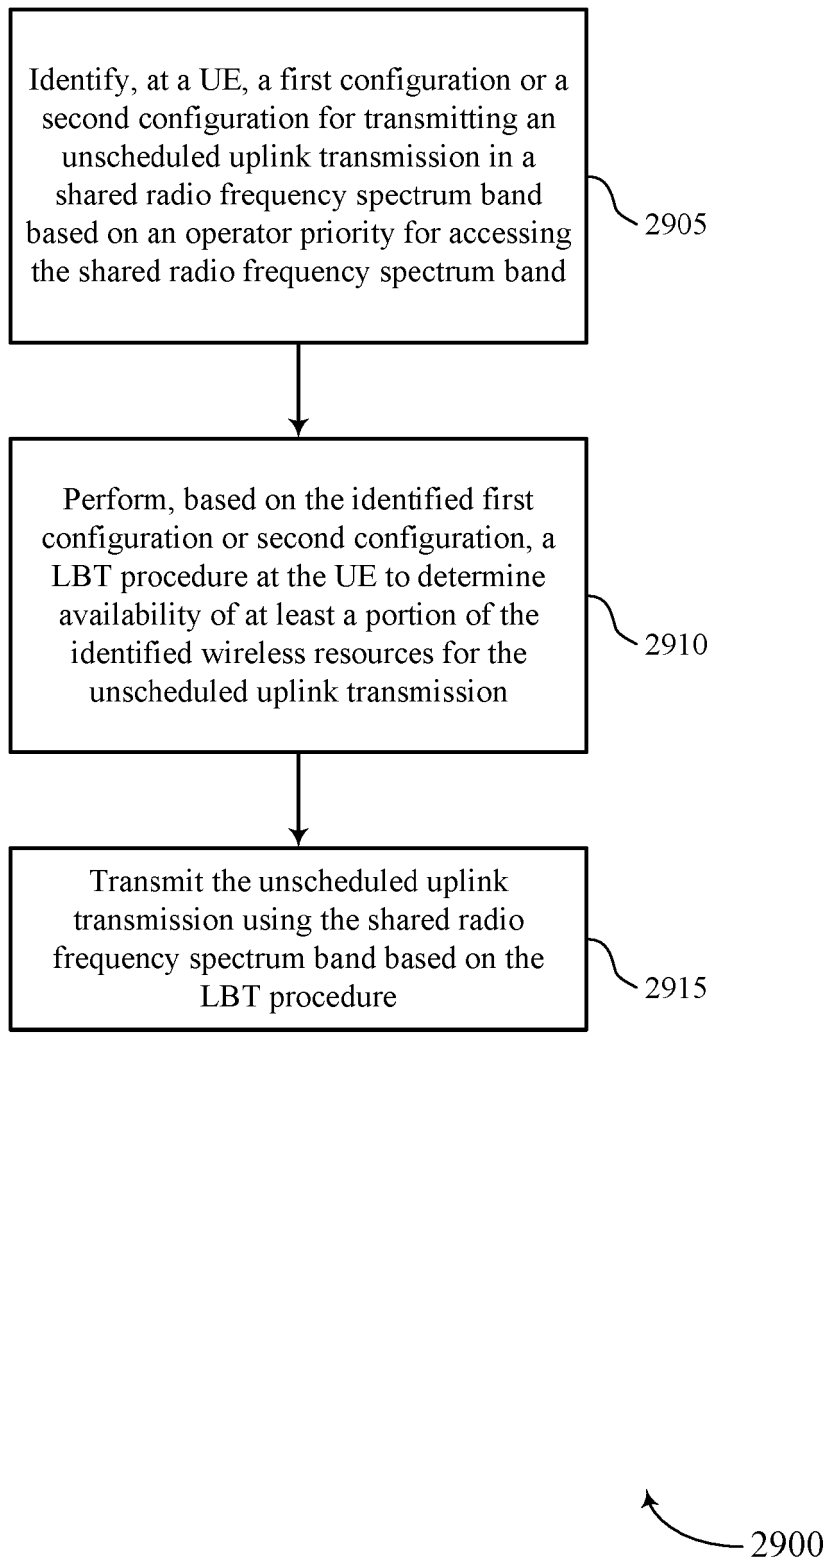 Identify, at a UE, a first configuration or a
second configuration for transmitting an
unscheduled uplink transmission in a
shared radio frequency spectrum band
based on an operator priority for accessing
the shared radio frequency spectrum band
2905
Perform, based on the identified first
configuration or second configuration, a
LBT procedure at the UE to determine
availability of at least a portion of the
identified wireless resources for the
unscheduled uplink transmission
2910
Transmit the unscheduled uplink
transmission using the shared radio
frequency spectrum band based on the
LBT procedure
2915
2900